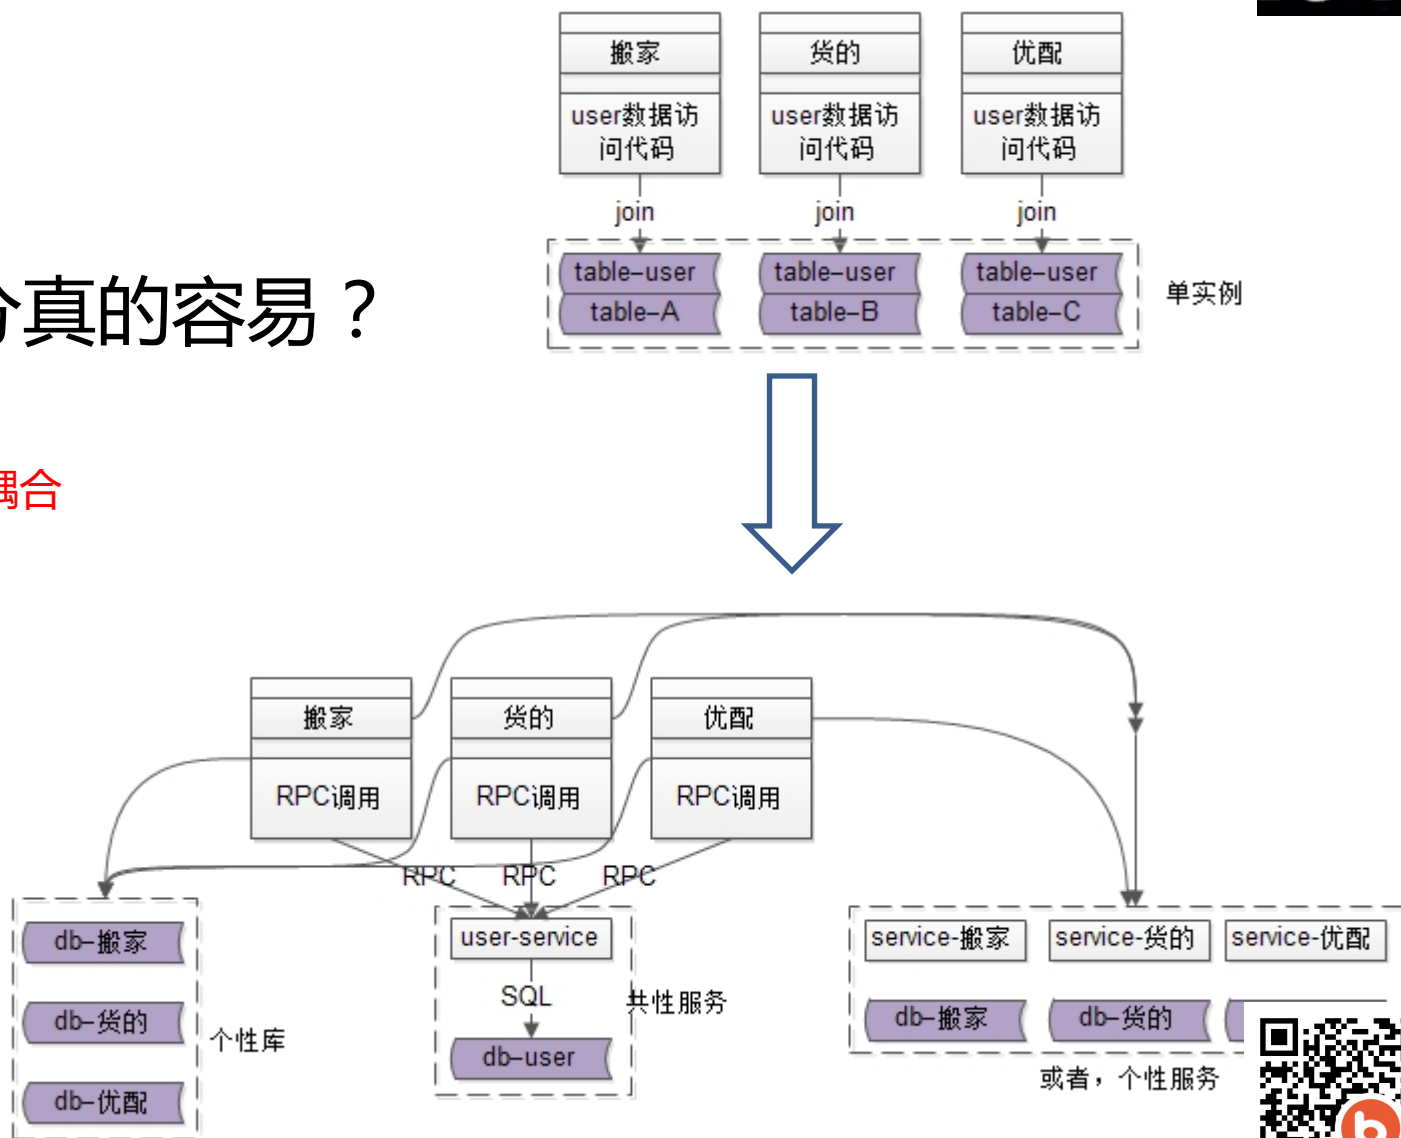 搬家
货的
优配
user数据访
问代码
user数据访
问代码
user数据访
问代码
join
join
join
table-user
table-user
table-user
table-A
table-B
table-C
单实例
真的容易？
耦合
搬家
货的
优配
RPC调用
RPC调用
RPC调用
RPC
RPC
RPC
db-搬家
db-货的
db-优配
个性库
user-service
SQL
db-user
共性服务
service-搬家
service-货的
service-优配
db-搬家
db-货的
或者，个性服务